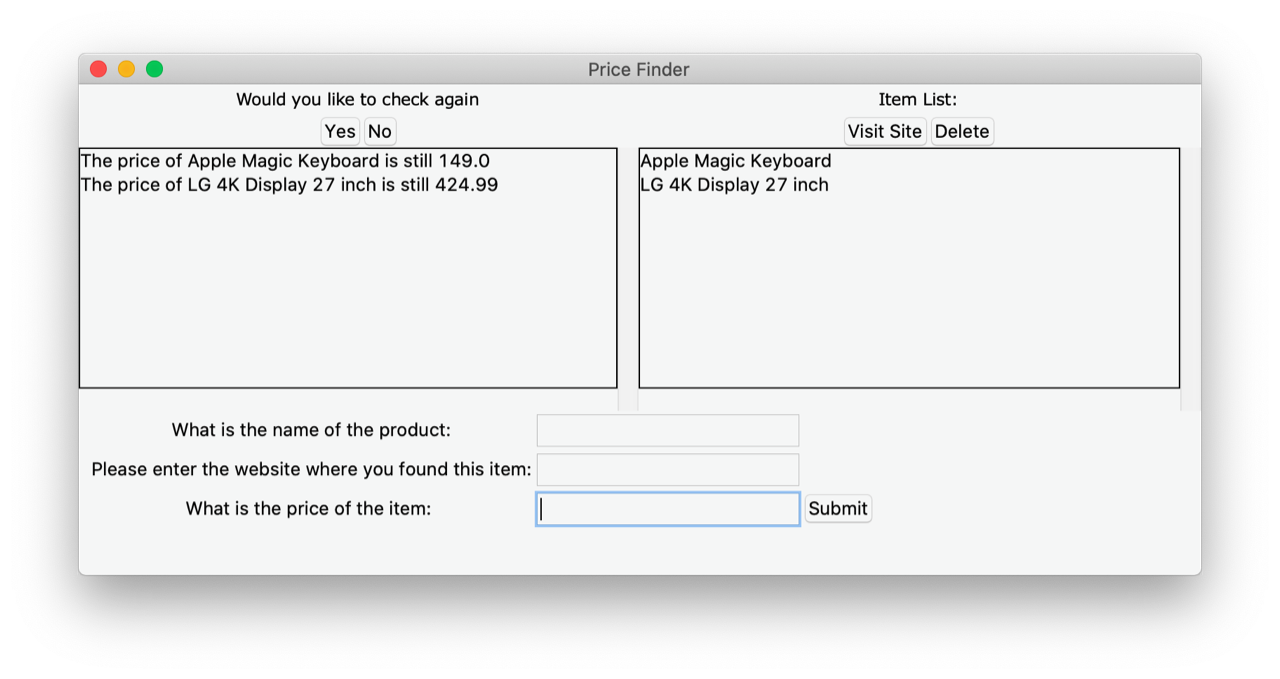 Price Finder
Would you like to check again
Yes No
The price of Apple Magic Keyboard is still 149.0
The price of LG 4K Display 27 inch is still 424.99
Item List:
Visit Site Delete
Apple Magic Keyboard
LG 4K Display 27 inch
What is the name of the product:
Please enter the website where you found this item:
What is the price of the item:
Submit